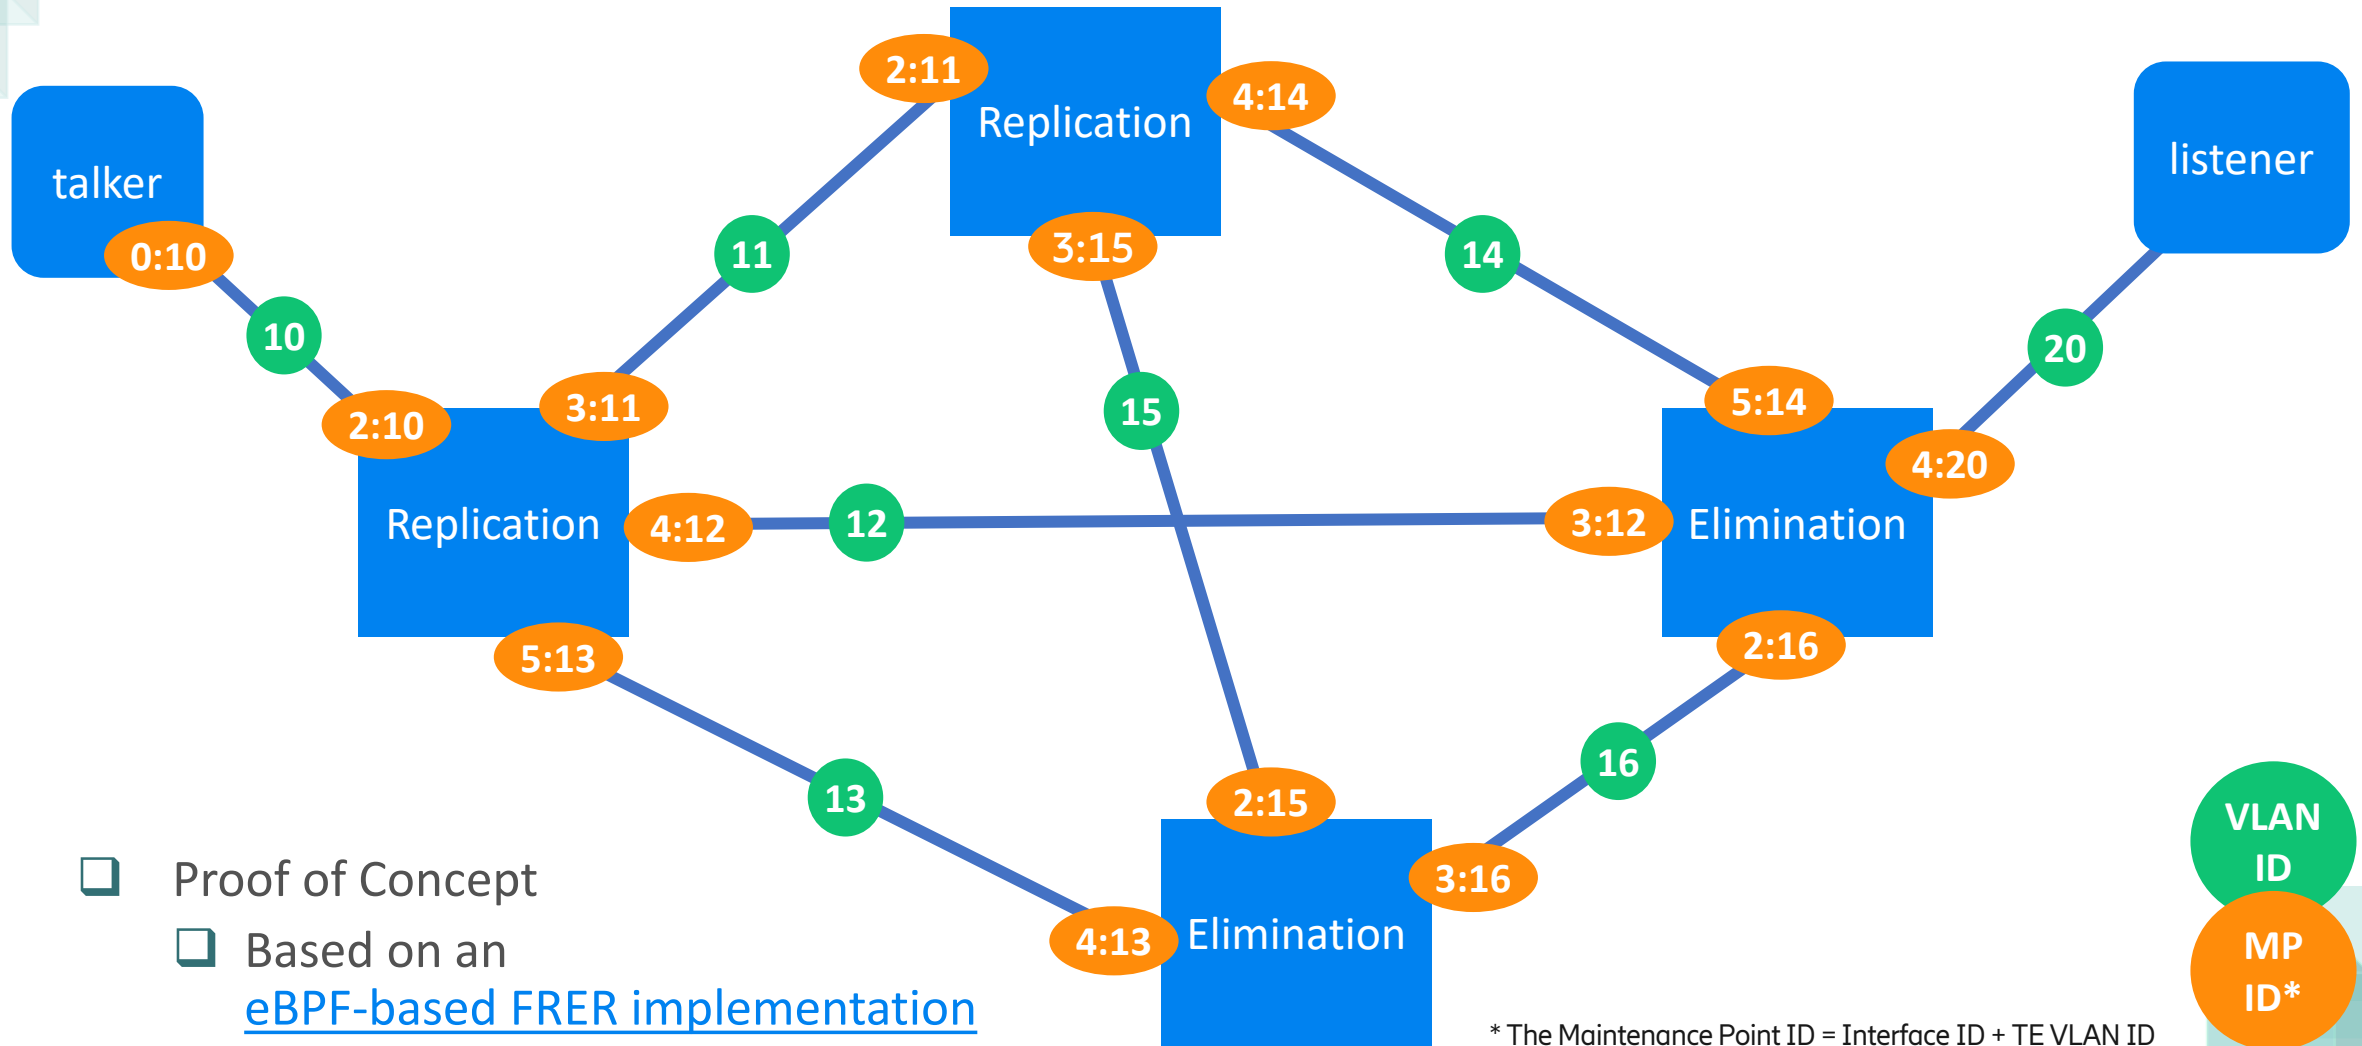 2:11
Replication
4:14
talker
listener
0:10
3:15
11
14
10
20
2:10
3:11
15
5:14
4:20
Replication
4:12
12
3:12
Elimination
5:13
2:16
13
2:15
16
3:16
4:13
Elimination
VLAN
ID
MP
ID*
❑ Proof of Concept
❑ Based on an
eBPF-based FRER implementation
* The Maintenance Point ID = Interface ID + TE VLAN ID